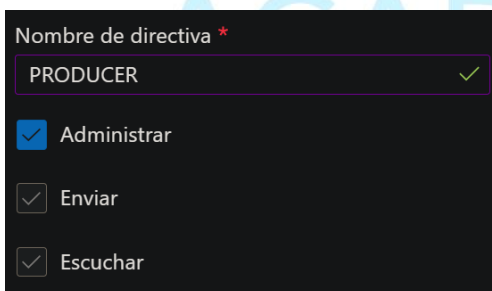 Nombre de directiva *
PRODUCER
Administrar
Enviar
Escuchar